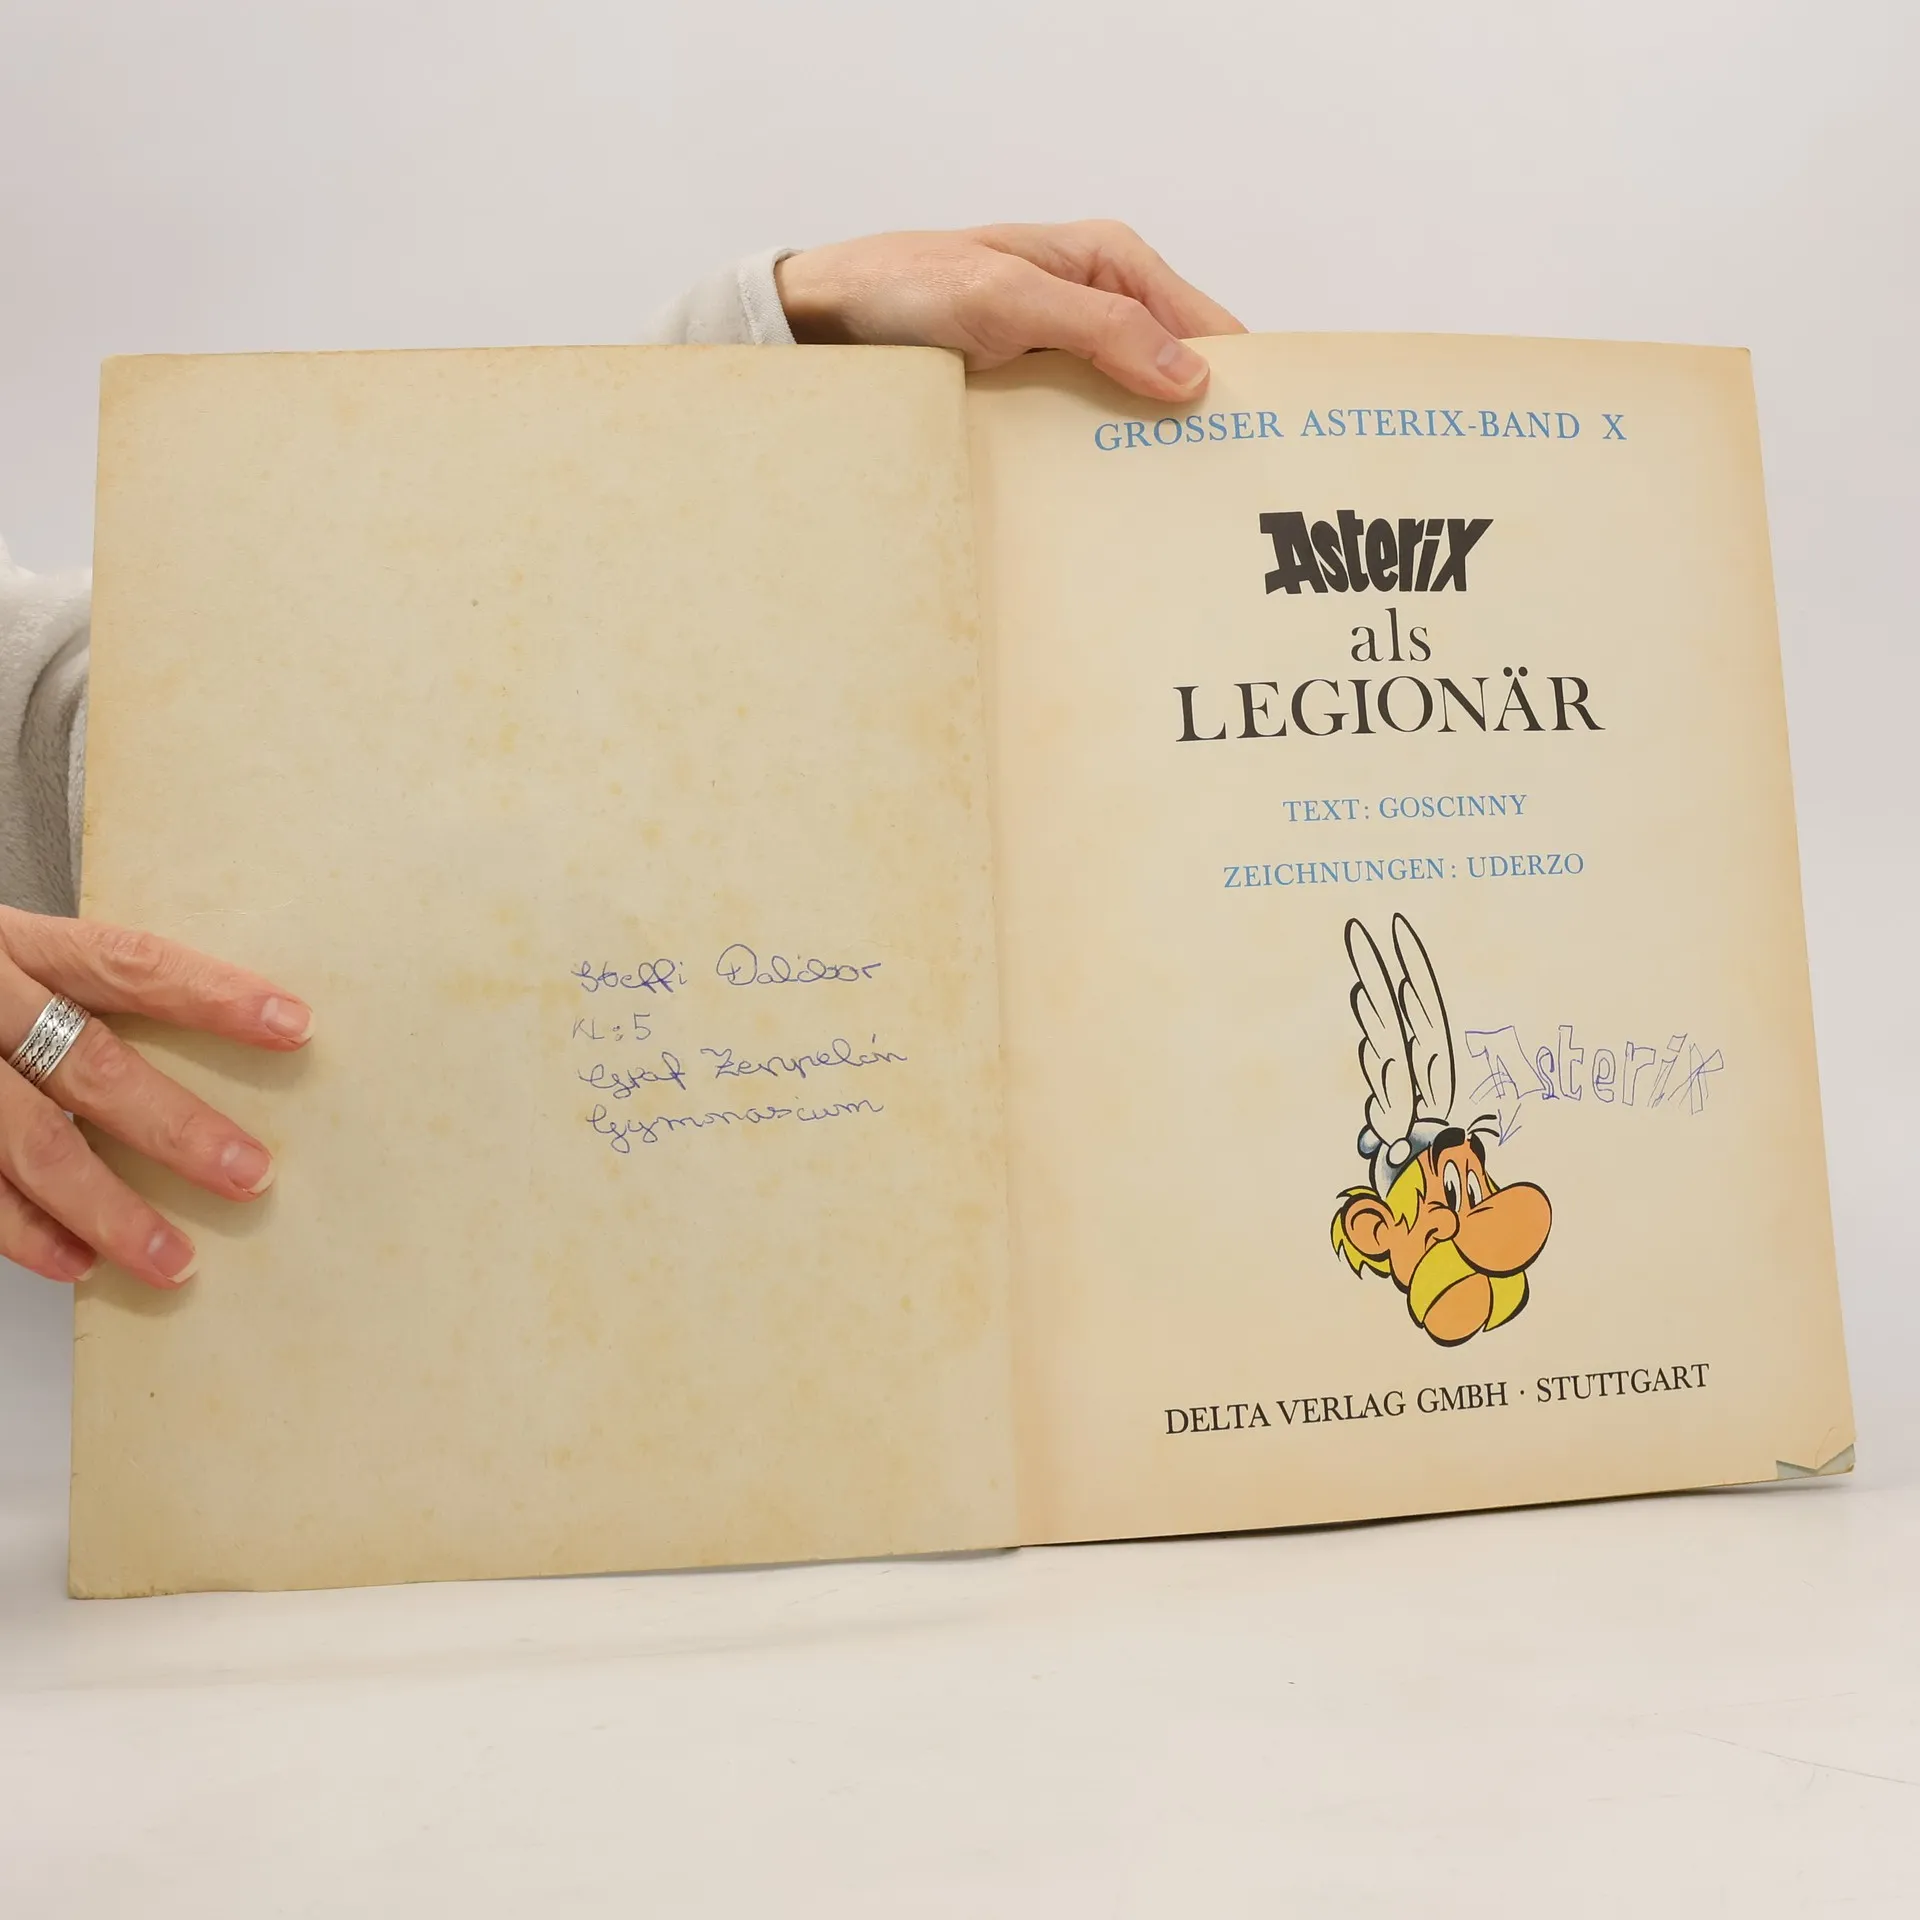 Steffi Dalibor
KL: 5
Graf Zeppelin
Gymnasium
GROSSER ASTERIX-BAND X
Asterix
als
LEGIONÄR
TEXT: GOSCINNY
ZEICHNUNGEN: UDERZO
Asterix
DELTA VERLAG GMBH · STUTTGART